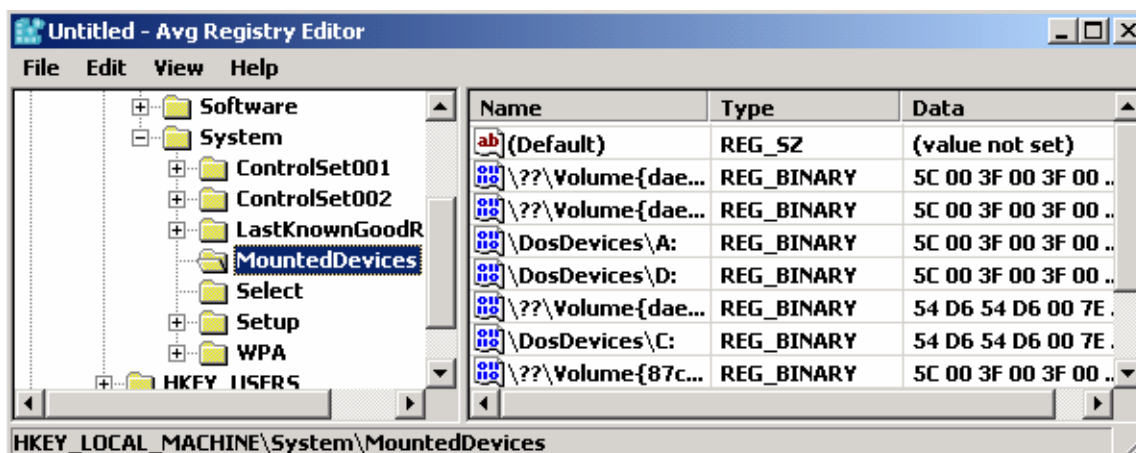 Untitled - Avg Registry Editor
File Edit View Help
Software
System
ControlSet001
ControlSet002
LastKnownGoodR
MountedDevices
Select
Setup
WPA
HKEY_USERS
Name Type Data
(Default) REG_SZ (value not set)
\??\Volume{dae... REG_BINARY 5C 00 3F 00 3F 00 ..
\??\Volume{dae... REG_BINARY 5C 00 3F 00 3F 00 ..
\DosDevices\A: REG_BINARY 5C 00 3F 00 3F 00 ..
\DosDevices\D: REG_BINARY 5C 00 3F 00 3F 00 ..
\??\Volume{dae... REG_BINARY 54 D6 54 D6 00 7E .
\DosDevices\C: REG_BINARY 54 D6 54 D6 00 7E .
\??\Volume{87c... REG_BINARY 5C 00 3F 00 3F 00 ..
HKEY_LOCAL_MACHINE\System\MountedDevices